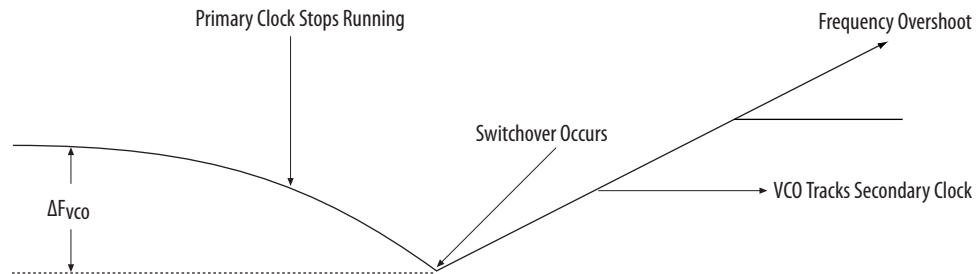 Primary Clock Stops Running
Frequency Overshoot
Switchover Occurs
VCO Tracks Secondary Clock
ΔFvco